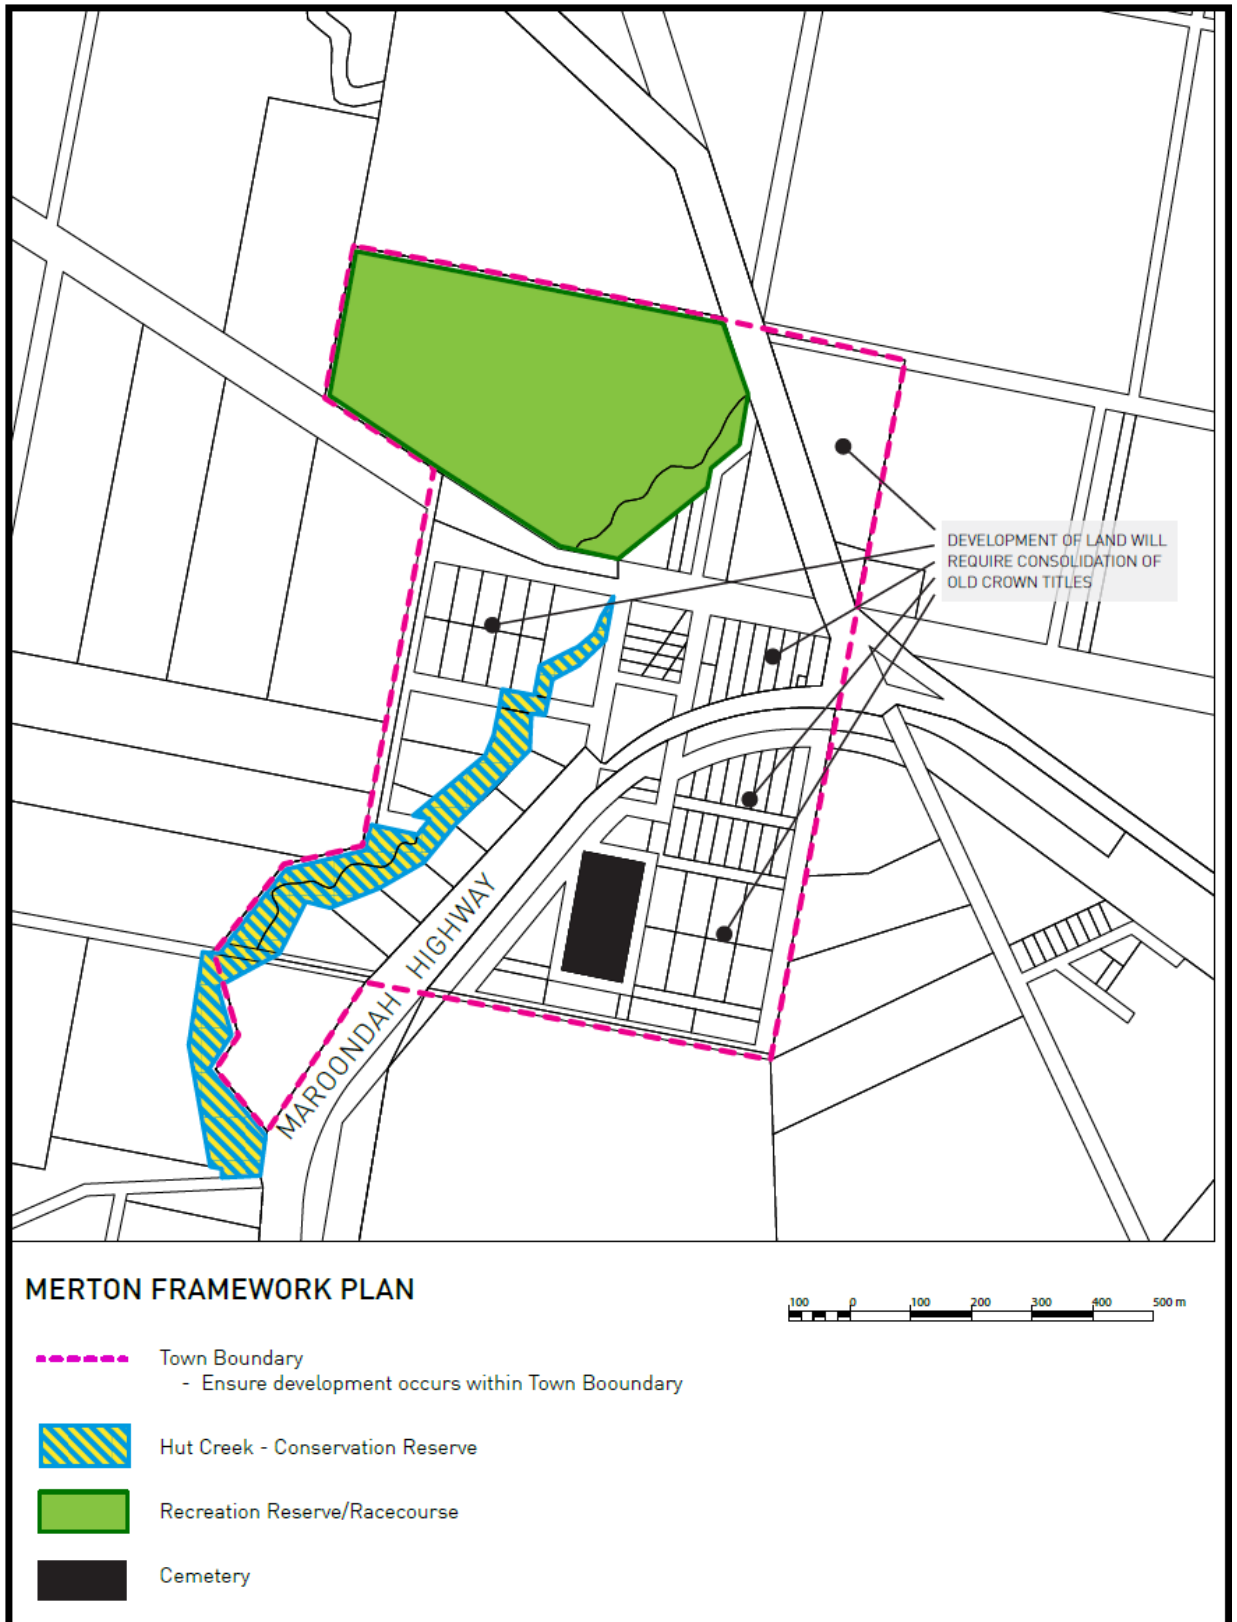 DEVELOPMENT OF LAND WILL
REQUIRE CONSOLIDATION OF
OLD CROWN TITLES
MAROONDAH HIGHWAY
MERTON FRAMEWORK PLAN
100 0 100 200 300 400 500 m
Town Boundary
- Ensure development occurs within Town Booundary
Hut Creek - Conservation Reserve
Recreation Reserve/Racecourse
Cemetery